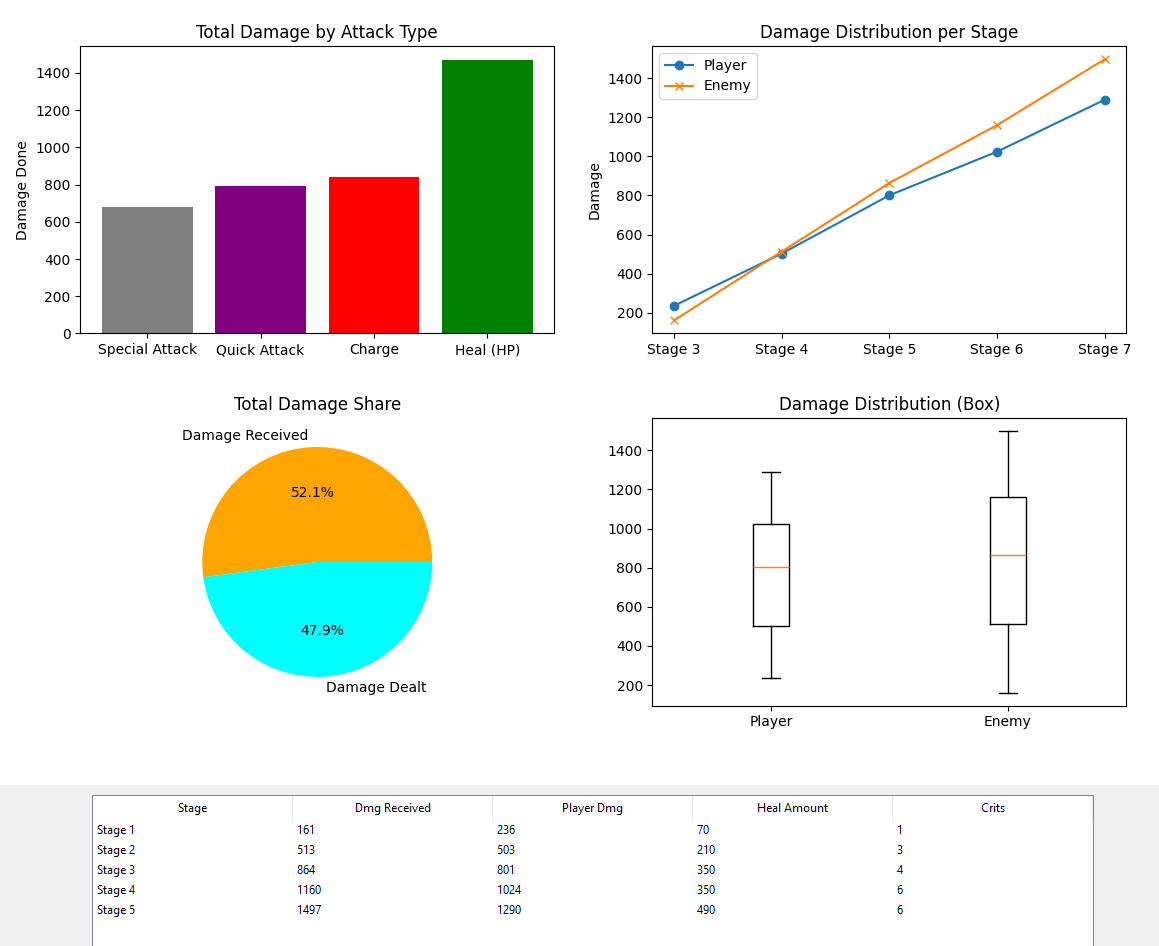 Total Damage by Attack Type
Damage Done
1400
1200
1000
800
600
400
200
0
Special Attack Quick Attack Charge Heal (HP)
Damage Distribution per Stage
Player
Enemy
Damage
1400
1200
1000
800
600
400
200
Stage 3 Stage 4 Stage 5 Stage 6 Stage 7
Total Damage Share
Damage Received
52.1%
47.9%
Damage Dealt
Damage Distribution (Box)
1400
1200
1000
800
600
400
200
Player Enemy
Stage Dmg Received Player Dmg Heal Amount Crits
Stage 1 161 236 70 1
Stage 2 513 503 210 3
Stage 3 864 801 350 4
Stage 4 1160 1024 350 6
Stage 5 1497 1290 490 6